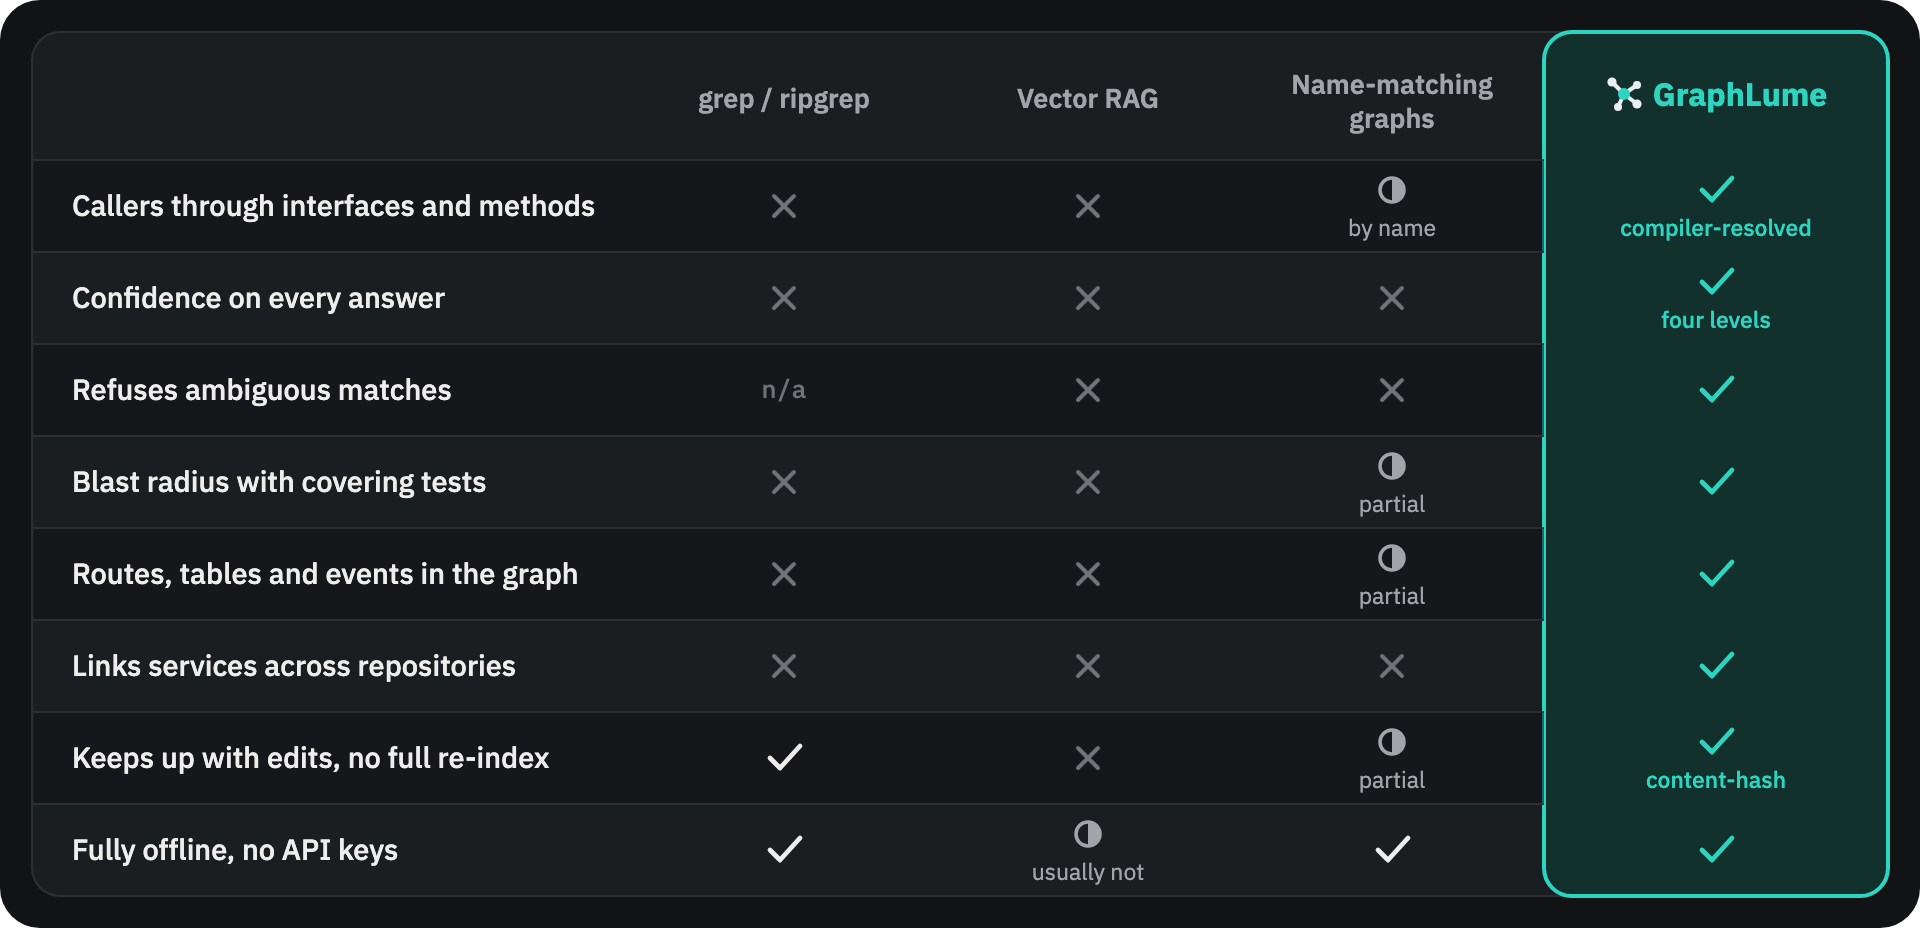 grep / ripgrep
Vector RAG
Name-matching
graphs
GraphLume
Callers through interfaces and methods
by name
compiler-resolved
Confidence on every answer
four levels
Refuses ambiguous matches
n/a
Blast radius with covering tests
partial
Routes, tables and events in the graph
partial
Links services across repositories
Keeps up with edits, no full re-index
partial
content-hash
Fully offline, no API keys
usually not